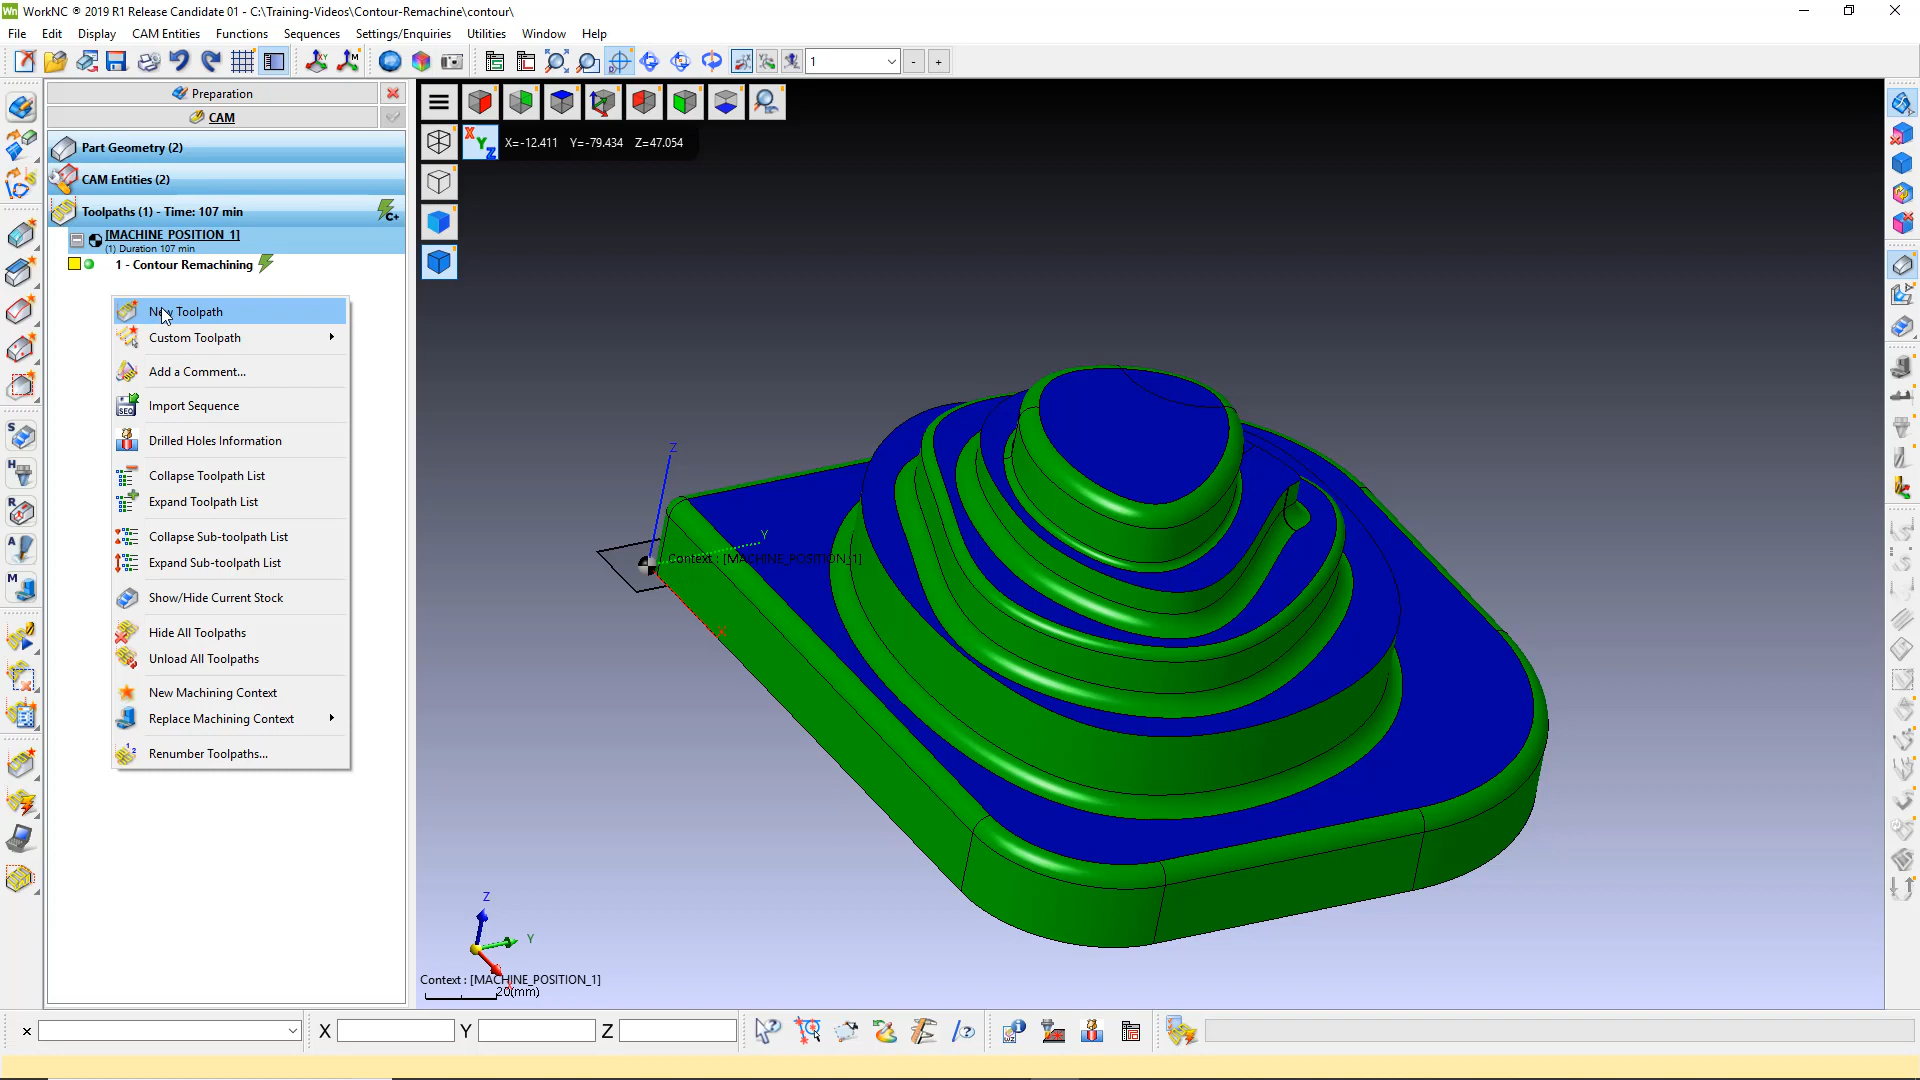 WorkNC ® 2019 R1 Release Candidate 01 - C:\Training-Videos\Contour-Remachine\contour\
File Edit Display CAM Entities Functions Sequences Settings/Enquiries Utilities Window Help
1
- +
Preparation
CAM
X=-12.411 Y=-79.434 Z=47.054
Part Geometry (2)
CAM Entities (2)
Toolpaths (1) - Time: 107 min
[MACHINE_POSITION_1]
(1) Duration 107 min
1 - Contour Remachining
New Toolpath
Custom Toolpath
Add a Comment...
Import Sequence
Drilled Holes Information
Collapse Toolpath List
Expand Toolpath List
Collapse Sub-toolpath List
Expand Sub-toolpath List
Show/Hide Current Stock
Hide All Toolpaths
Unload All Toolpaths
New Machining Context
Replace Machining Context
Renumber Toolpaths...
Z
Y
Context : [MACHINE_POSITION_1]
X
Z
Y
Context : [MACHINE_POSITION_1]
20(mm)
X Y Z